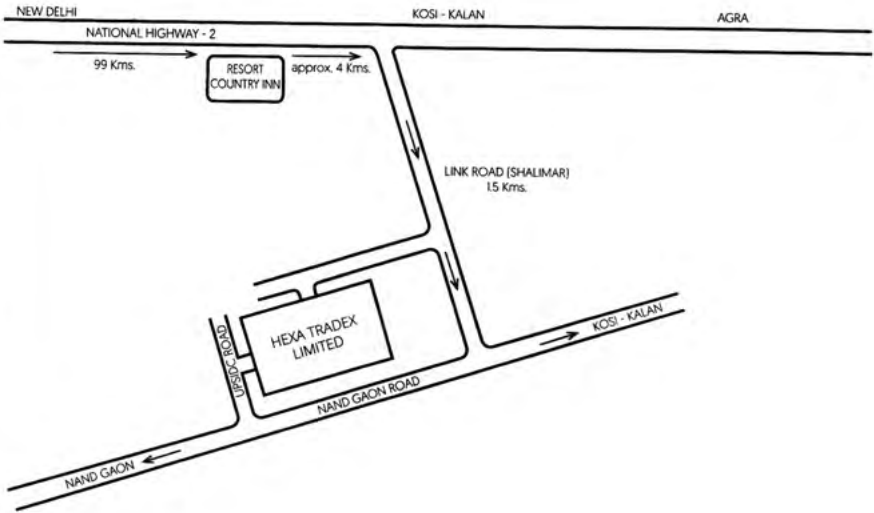 NEW DELHI
KOSI - KALAN
AGRA
NATIONAL HIGHWAY - 2
99 Kms.
RESORT
COUNTRY INN
approx. 4 Kms.
LINK ROAD (SHALIMAR)
1.5 Kms.
HEXA TRADEX
LIMITED
UPSIDC ROAD
KOSI - KALAN
NAND GAON ROAD
NAND GAON